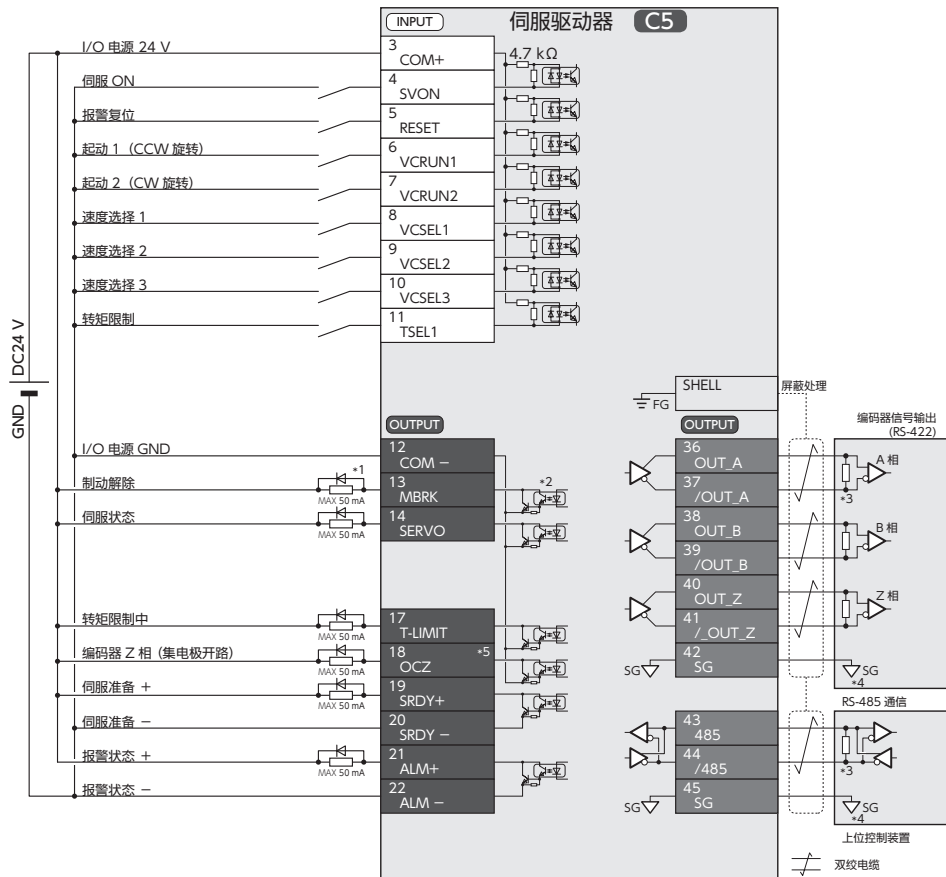 INPUT
伺服驱动器 C5
I/O 电源 24 V
3
COM+
4.7 kΩ
伺服 ON
4
SVON
报警复位
5
RESET
起动 1（CCW 旋转）
6
VCRUN1
起动 2（CW 旋转）
7
VCRUN2
速度选择 1
8
VCSEL1
速度选择 2
9
VCSEL2
速度选择 3
10
VCSEL3
转矩限制
11
TSEL1
DC24 V
GND
SHELL
FG
屏蔽处理
OUTPUT
I/O 电源 GND
12
COM −
制动解除
*1
MAX 50 mA
13
MBRK
*2
伺服状态
MAX 50 mA
14
SERVO
转矩限制中
MAX 50 mA
17
T-LIMIT
编码器 Z 相（集电极开路）
MAX 50 mA
18
*5
OCZ
伺服准备 +
MAX 50 mA
19
SRDY+
伺服准备 −
20
SRDY −
报警状态 +
MAX 50 mA
21
ALM+
报警状态 −
22
ALM −
OUTPUT
编码器信号输出
(RS-422)
36
OUT_A
A 相
37
/OUT_A
*3
38
OUT_B
B 相
39
/OUT_B
40
OUT_Z
Z 相
41
/_OUT_Z
42
SG
SG
SG
*4
RS-485 通信
43
485
44
/485
*3
45
SG
SG
SG
*4
上位控制装置
双绞电缆